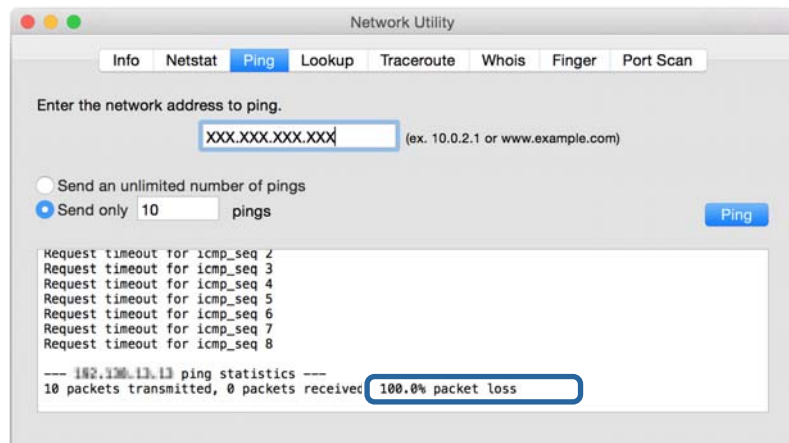 Network Utility
Info Netstat Ping Lookup Traceroute Whois Finger Port Scan
Enter the network address to ping.
XXX.XXX.XXX.XXX (ex. 10.0.2.1 or www.example.com)
Send an unlimited number of pings
Send only 10 pings
Ping
Request timeout for icmp_seq 2
Request timeout for icmp_seq 3
Request timeout for icmp_seq 4
Request timeout for icmp_seq 5
Request timeout for icmp_seq 6
Request timeout for icmp_seq 7
Request timeout for icmp_seq 8
--- ping statistics ---
10 packets transmitted, 0 packets received 100.0% packet loss